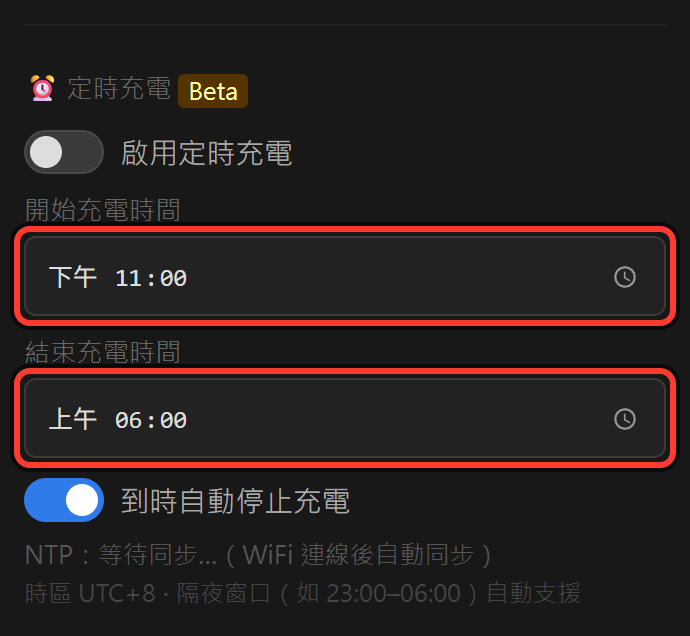 定時充電 Beta
啟用定時充電
開始充電時間
下午 11:00
結束充電時間
上午 06:00
到時自動停止充電
NTP：等待同步...（WiFi 連線後自動同步）
時區 UTC+8 · 隔夜窗口（如 23:00–06:00）自動支援